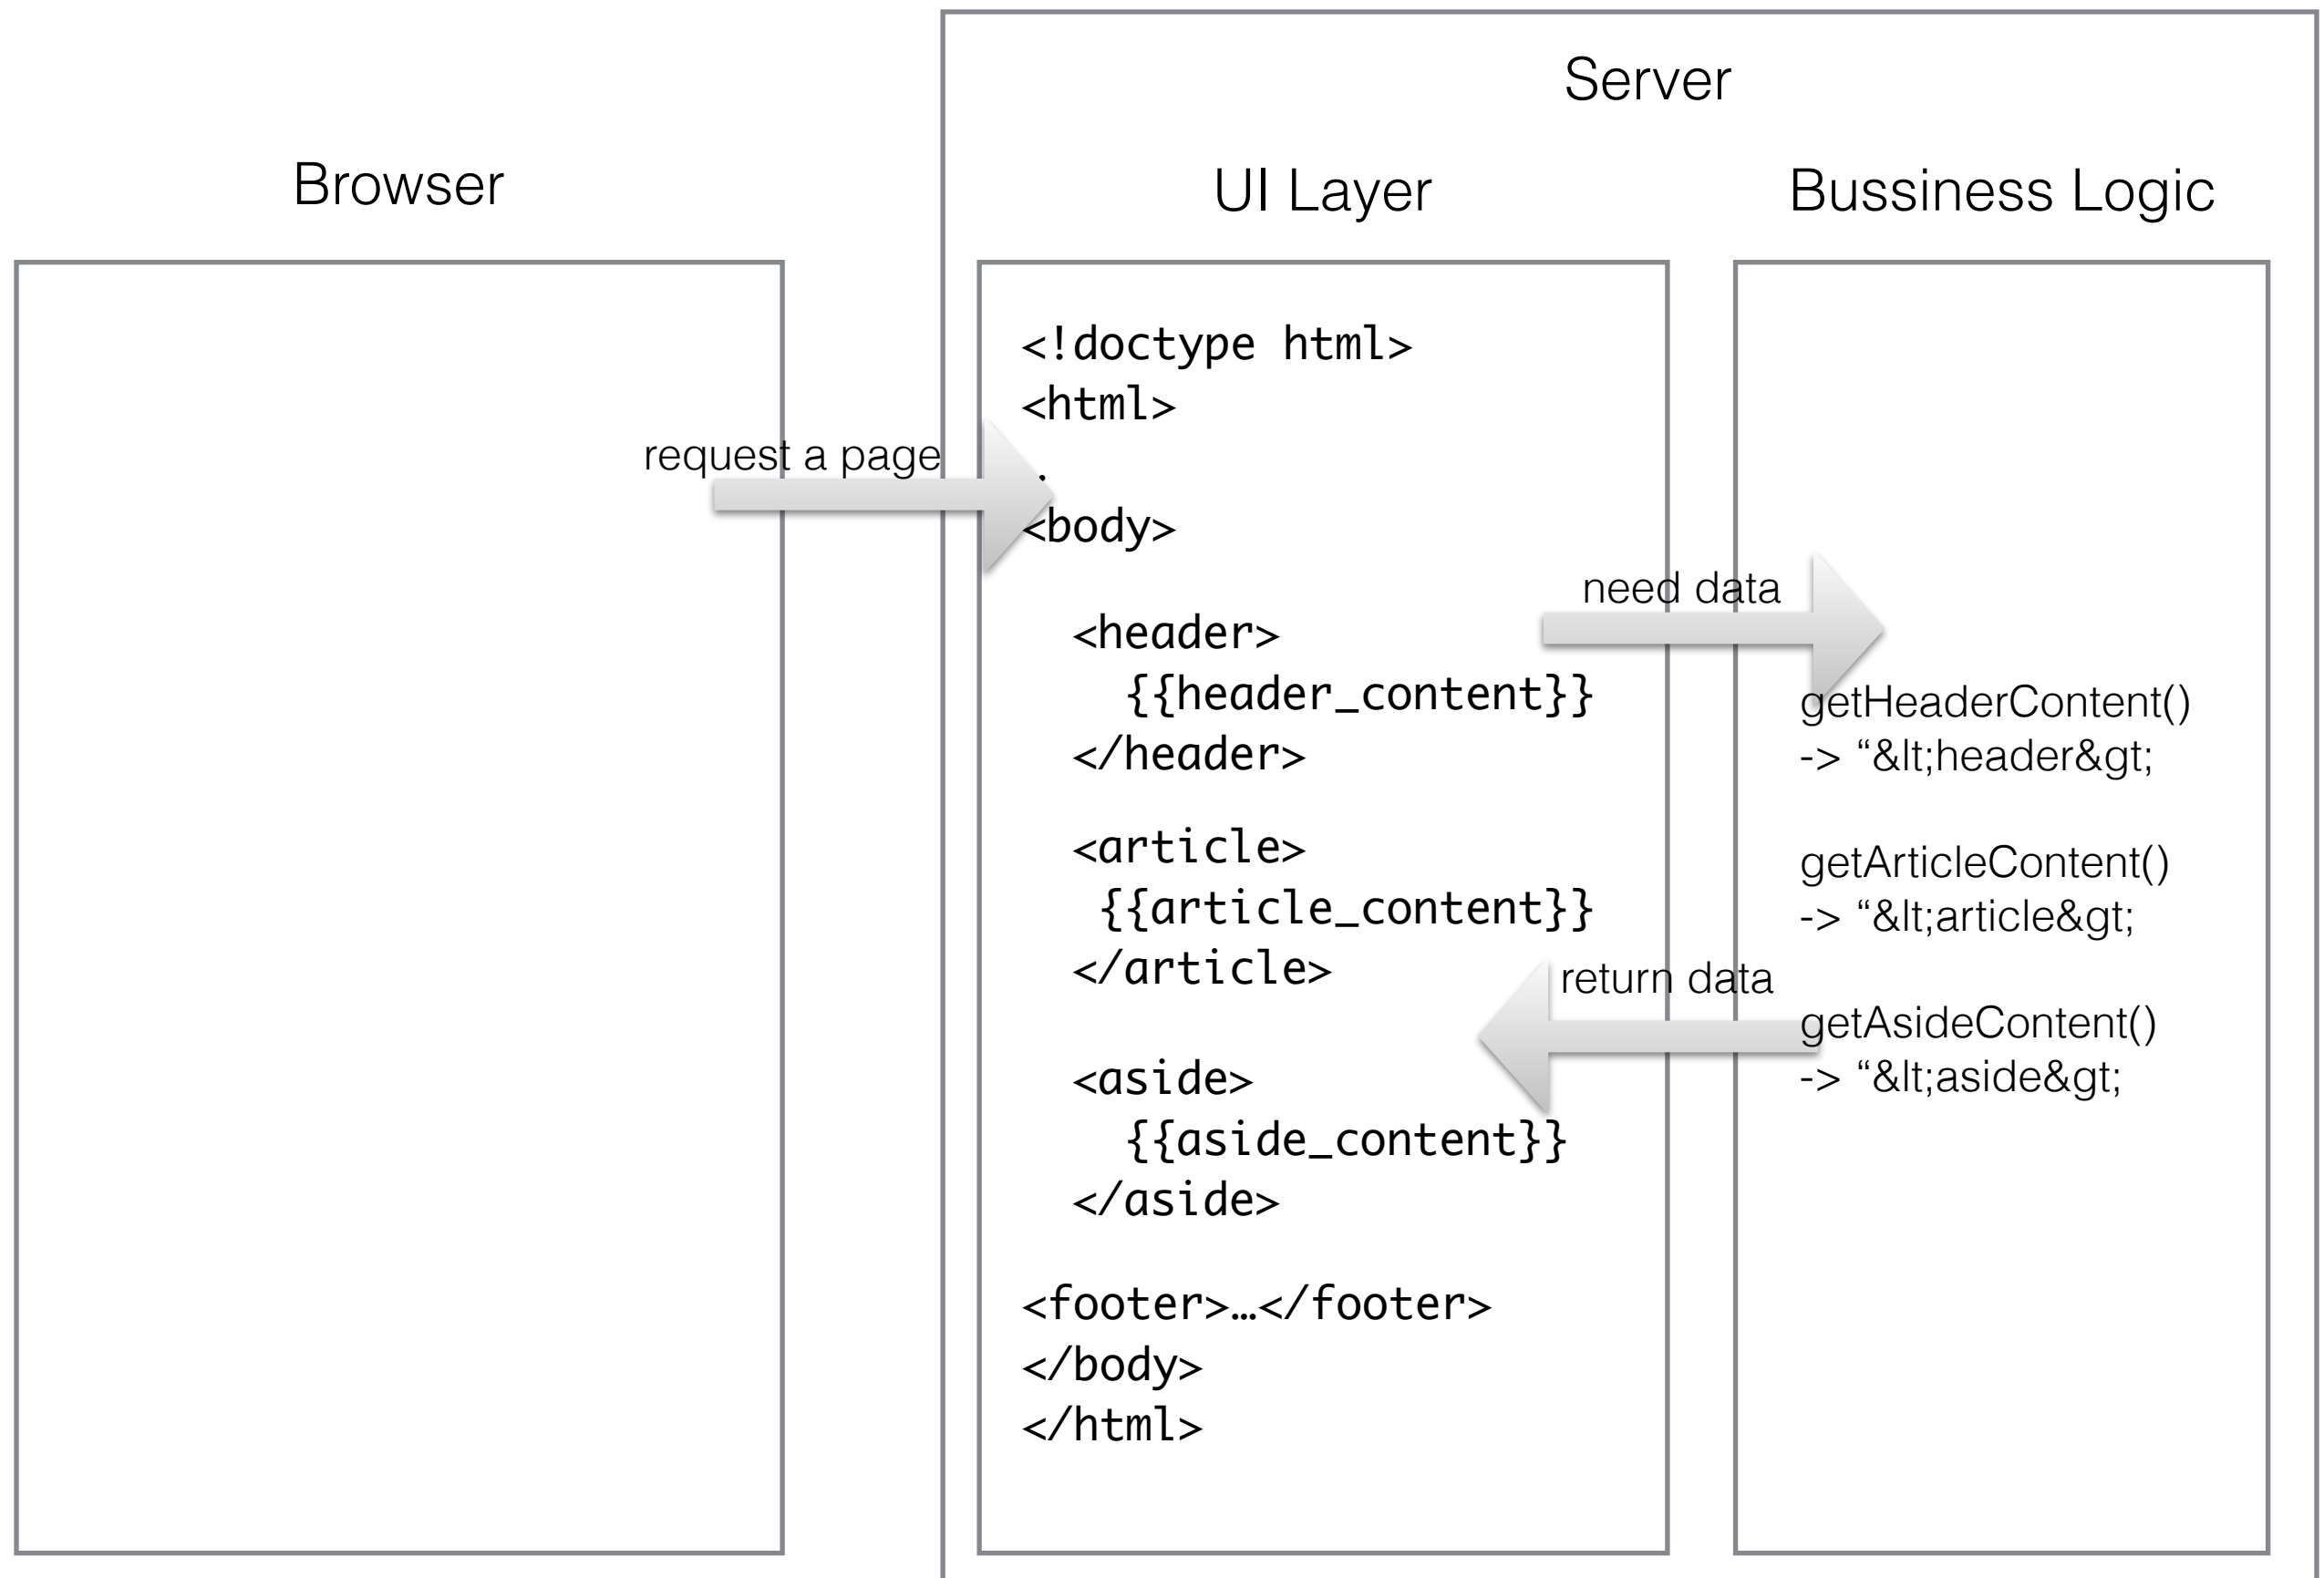 Server
Browser
UI Layer
Bussiness Logic
request a page
<!doctype html>
<html>
.
<body>
<header>
{{header_content}}
</header>
<article>
{{article_content}}
</article>
<aside>
{{aside_content}}
</aside>
<footer>…</footer>
</body>
</html>
need data
getHeaderContent()
-> “&lt;header&gt;
getArticleContent()
-> “&lt;article&gt;
return data
getAsideContent()
-> “&lt;aside&gt;